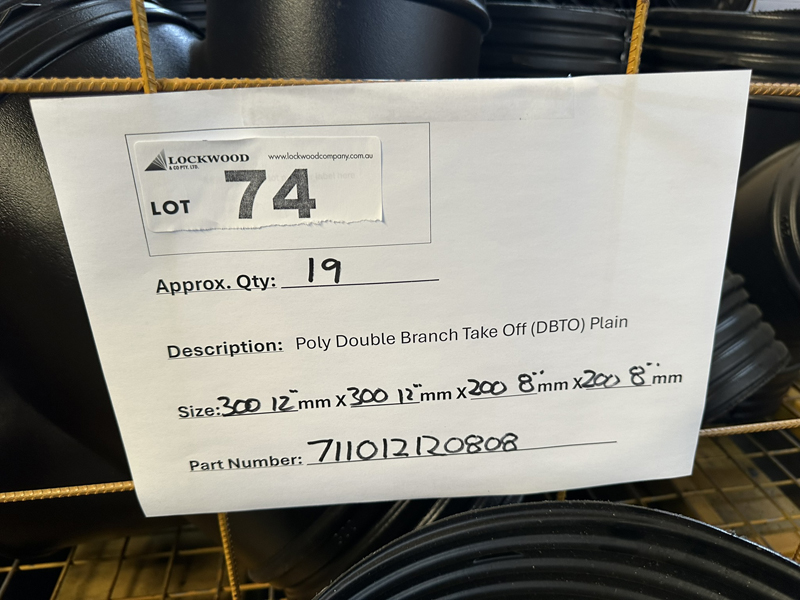 LOCKWOOD www.lockwoodcompany.com.au
& CO PTY. LTD.
LOT 74
Approx. Qty: 19
Description: Poly Double Branch Take Off (DBTO) Plain
Size: 300 12"mm X 300 12"mm X 200 8"mm X 200 8"mm
Part Number: 711012120808